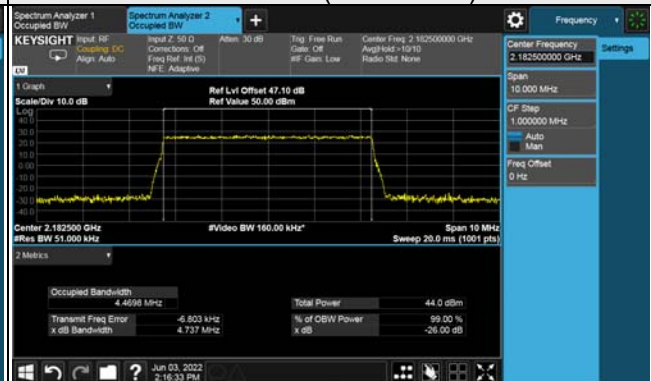 Spectrum Analyzer 1
Occupied BW
Spectrum Analyzer 2
Occupied BW
+
Frequency
KEYSIGHT
Input: RF
Coupling: DC
Align: Auto
Input Z: 50 Ω
Corrections: Off
Freq Ref: Int (S)
NFE: Adaptive
Atten: 30 dB
Trig: Free Run
Gate: Off
#IF Gain: Low
Center Freq: 2.182500000 GHz
Avg|Hold:>10/10
Radio Std: None
Center Frequency
2.182500000 GHz
Settings
Span
10.000 MHz
CF Step
1.000000 MHz
Auto
Man
Freq Offset
0 Hz
1 Graph
Scale/Div 10.0 dB
Ref Lvl Offset 47.10 dB
Ref Value 50.00 dBm
Log
40.0
30.0
20.0
10.0
0.00
-10.0
-20.0
-30.0
-40.0
Center 2.182500 GHz
#Res BW 51.000 kHz
#Video BW 160.00 kHz*
Span 10 MHz
Sweep 20.0 ms (1001 pts)
2 Metrics
Occupied Bandwidth
4.4698 MHz
Total Power 44.0 dBm
Transmit Freq Error -6.803 kHz
% of OBW Power 99.00 %
x dB Bandwidth 4.737 MHz
x dB -26.00 dB
?
Jun 03, 2022
2:16:33 PM